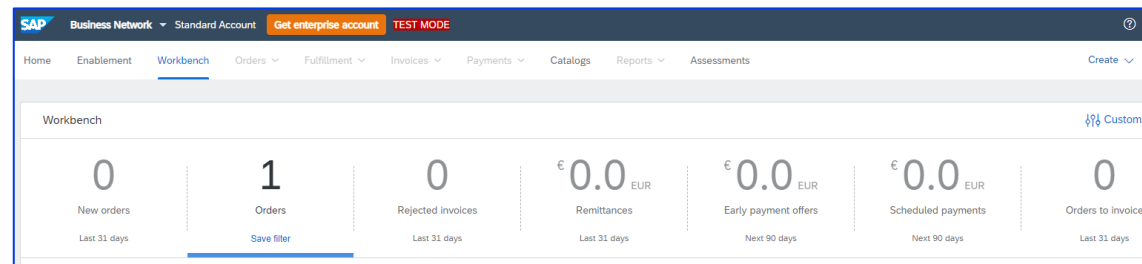 SAP Business Network Standard Account Get enterprise account TEST MODE
Home Enablement Workbench Orders Fulfillment Invoices Payments Catalogs Reports Assessments Create
Workbench Custom
0 1 0 € 0.0 EUR € 0.0 EUR € 0.0 EUR 0
New orders Orders Rejected invoices Remittances Early payment offers Scheduled payments Orders to invoice
Last 31 days Save filter Last 31 days Last 31 days Next 90 days Next 90 days Last 31 days